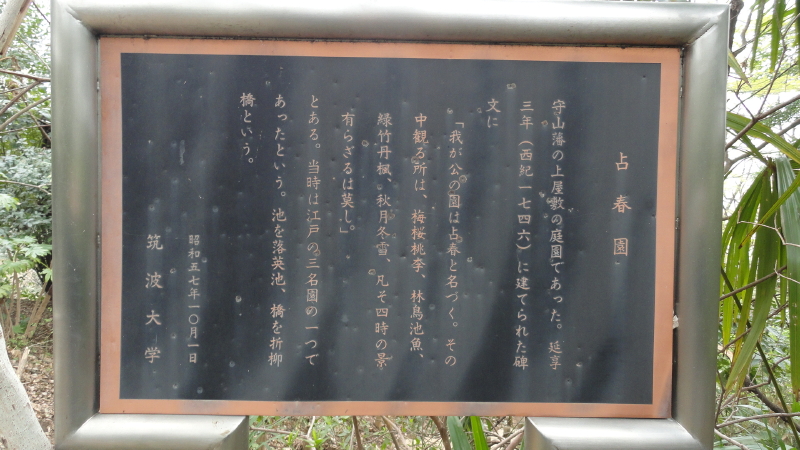 占春園
守山藩の上屋敷の庭園であった。延享
三年(西紀一七四六)に建てられた碑
文に
「我が公の園は占春と名づく。その
中観る所は、梅桜桃李、林鳥池魚、
緑竹丹楓、秋月冬雪、凡そ四時の景
有らざるは莫し」
とある。当時は江戸の三名園の一つで
あったという。池を落英池、橋を折柳
橋という。
昭和五七年一〇月一日
筑波大学